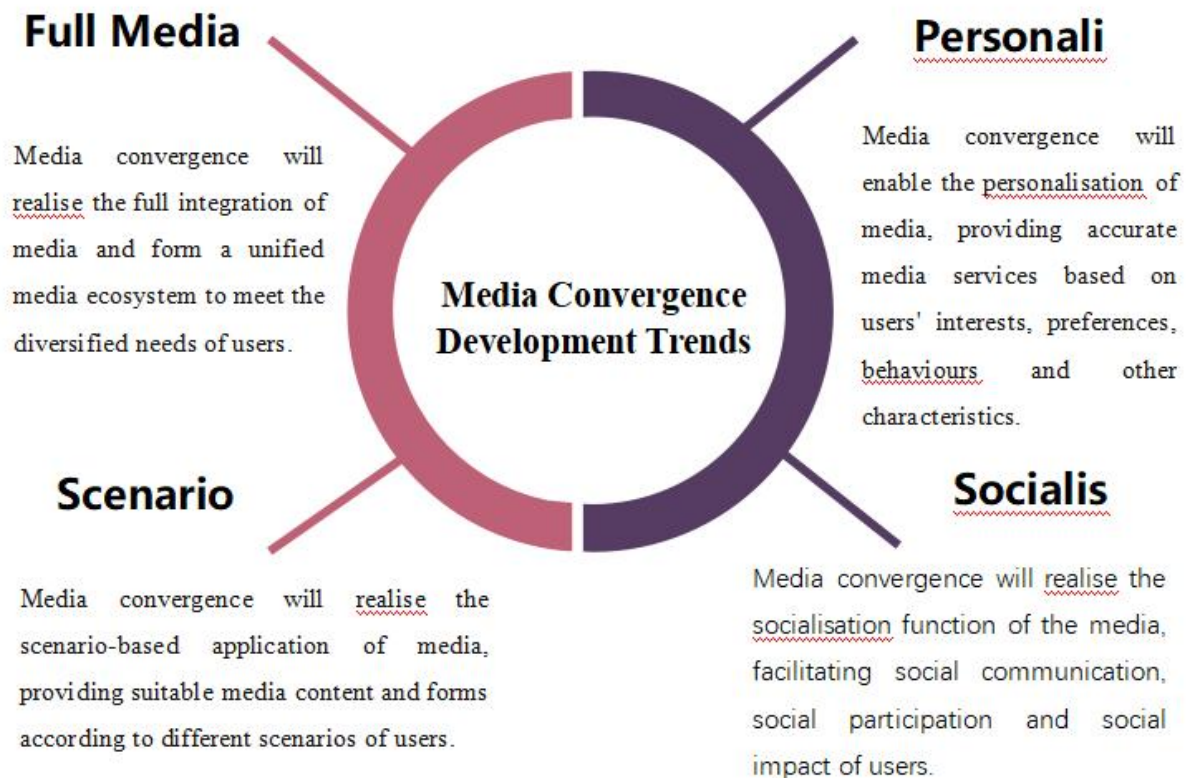 Full Media
Media convergence will
realise the full integration of
media and form a unified
media ecosystem to meet the
diversified needs of users.
Personali
Media convergence will
enable the personalisation of
media, providing accurate
media services based on
users' interests, preferences,
behaviours and other
characteristics.
Media Convergence
Development Trends
Scenario
Media convergence will realise the
scenario-based application of media,
providing suitable media content and forms
according to different scenarios of users.
Socialis
Media convergence will realise the
socialisation function of the media,
facilitating social communication,
social participation and social
impact of users.